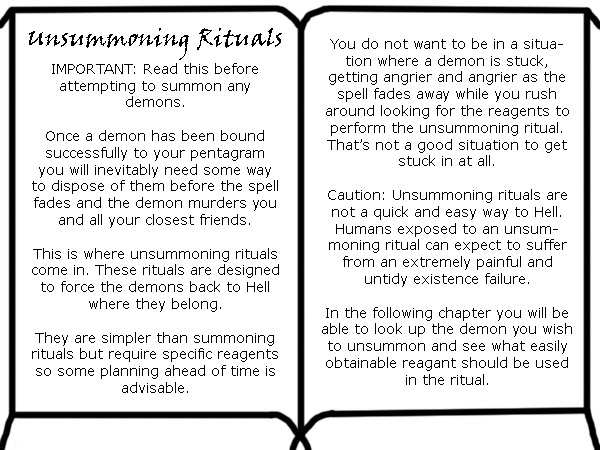 Unsummoning Rituals
IMPORTANT: Read this before
attempting to summon any
demons.
Once a demon has been bound
successfully to your pentagram
you will inevitably need some way
to dispose of them before the spell
fades and the demon murders you
and all your closest friends.
This is where unsummoning rituals
come in. These rituals are designed
to force the demons back to Hell
where they belong.
They are simpler than summoning
rituals but require specific reagents
so some planning ahead of time is
advisable.
You do not want to be in a situa-
tion where a demon is stuck,
getting angrier and angrier as the
spell fades away while you rush
around looking for the reagents to
perform the unsummoning ritual.
That's not a good situation to get
stuck in at all.
Caution: Unsummoning rituals are
not a quick and easy way to Hell.
Humans exposed to an unsum-
moning ritual can expect to suffer
from an extremely painful and
untidy existence failure.
In the following chapter you will be
able to look up the demon you wish
to unsummon and see what easily
obtainable reagant should be used
in the ritual.